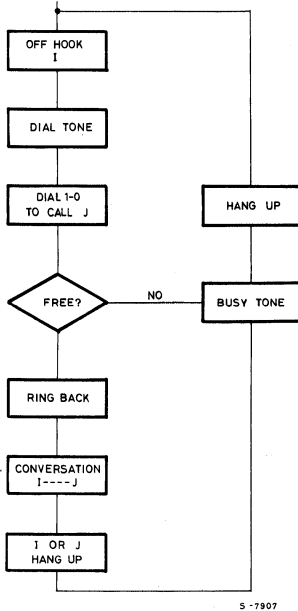 OFF HOOK
I
DIAL TONE
DIAL 1-0
TO CALL J
HANG UP
FREE?
NO
BUSY TONE
RING BACK
CONVERSATION
I----J
I OR J
HANG UP
S-7907